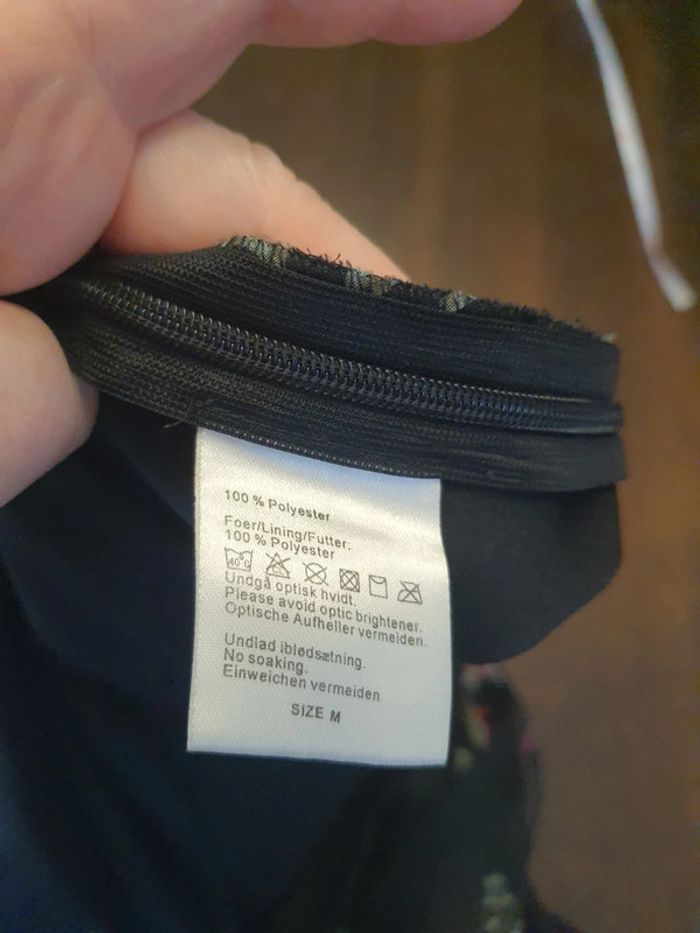 100 % Polyester
Foer/Lining/Futter:
100 % Polyester
40°C CL
Undgå optisk hvidt.
Please avoid optic brightener.
Optische Aufheller vermeiden.
Undlad iblødsætning.
No soaking.
Einweichen vermeiden
SIZE M